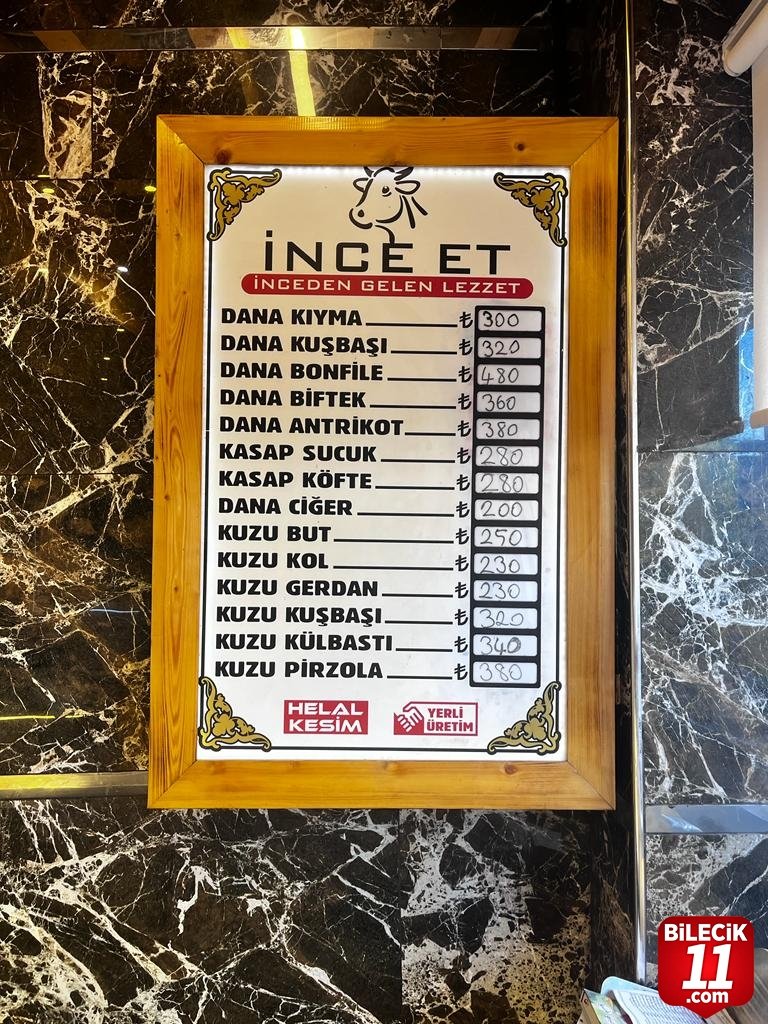 İNCE ET
İNCEDEN GELEN LEZZET
DANA KIYMA ₺ 300
DANA KUŞBAŞI ₺ 320
DANA BONFİLE ₺ 480
DANA BİFTEK ₺ 360
DANA ANTRİKOT ₺ 380
KASAP SUCUK ₺ 280
KASAP KÖFTE ₺ 280
DANA CİĞER ₺ 200
KUZU BUT ₺ 250
KUZU KOL ₺ 230
KUZU GERDAN ₺ 230
KUZU KUŞBAŞI ₺ 320
KUZU KÜLBASTI ₺ 340
KUZU PİRZOLA ₺ 380
HELAL KESİM
YERLİ ÜRETİM
BİLECİK
11
.com